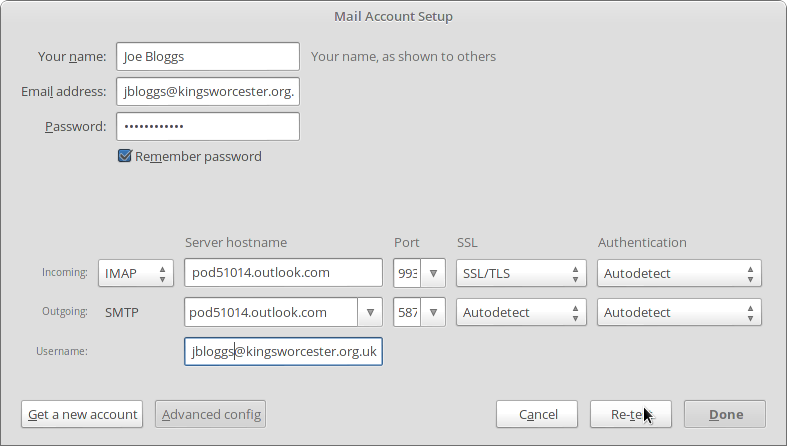 Mail Account Setup
Your name: Joe Bloggs Your name, as shown to others
Email address: jbloggs@kingsworcester.org.
Password: ••••••••••••
Remember password
Server hostname Port SSL Authentication
Incoming: IMAP pod51014.outlook.com 993 SSL/TLS Autodetect
Outgoing: SMTP pod51014.outlook.com 587 Autodetect Autodetect
Username: jbloggs@kingsworcester.org.uk
Get a new account Advanced config Cancel Re-test Done